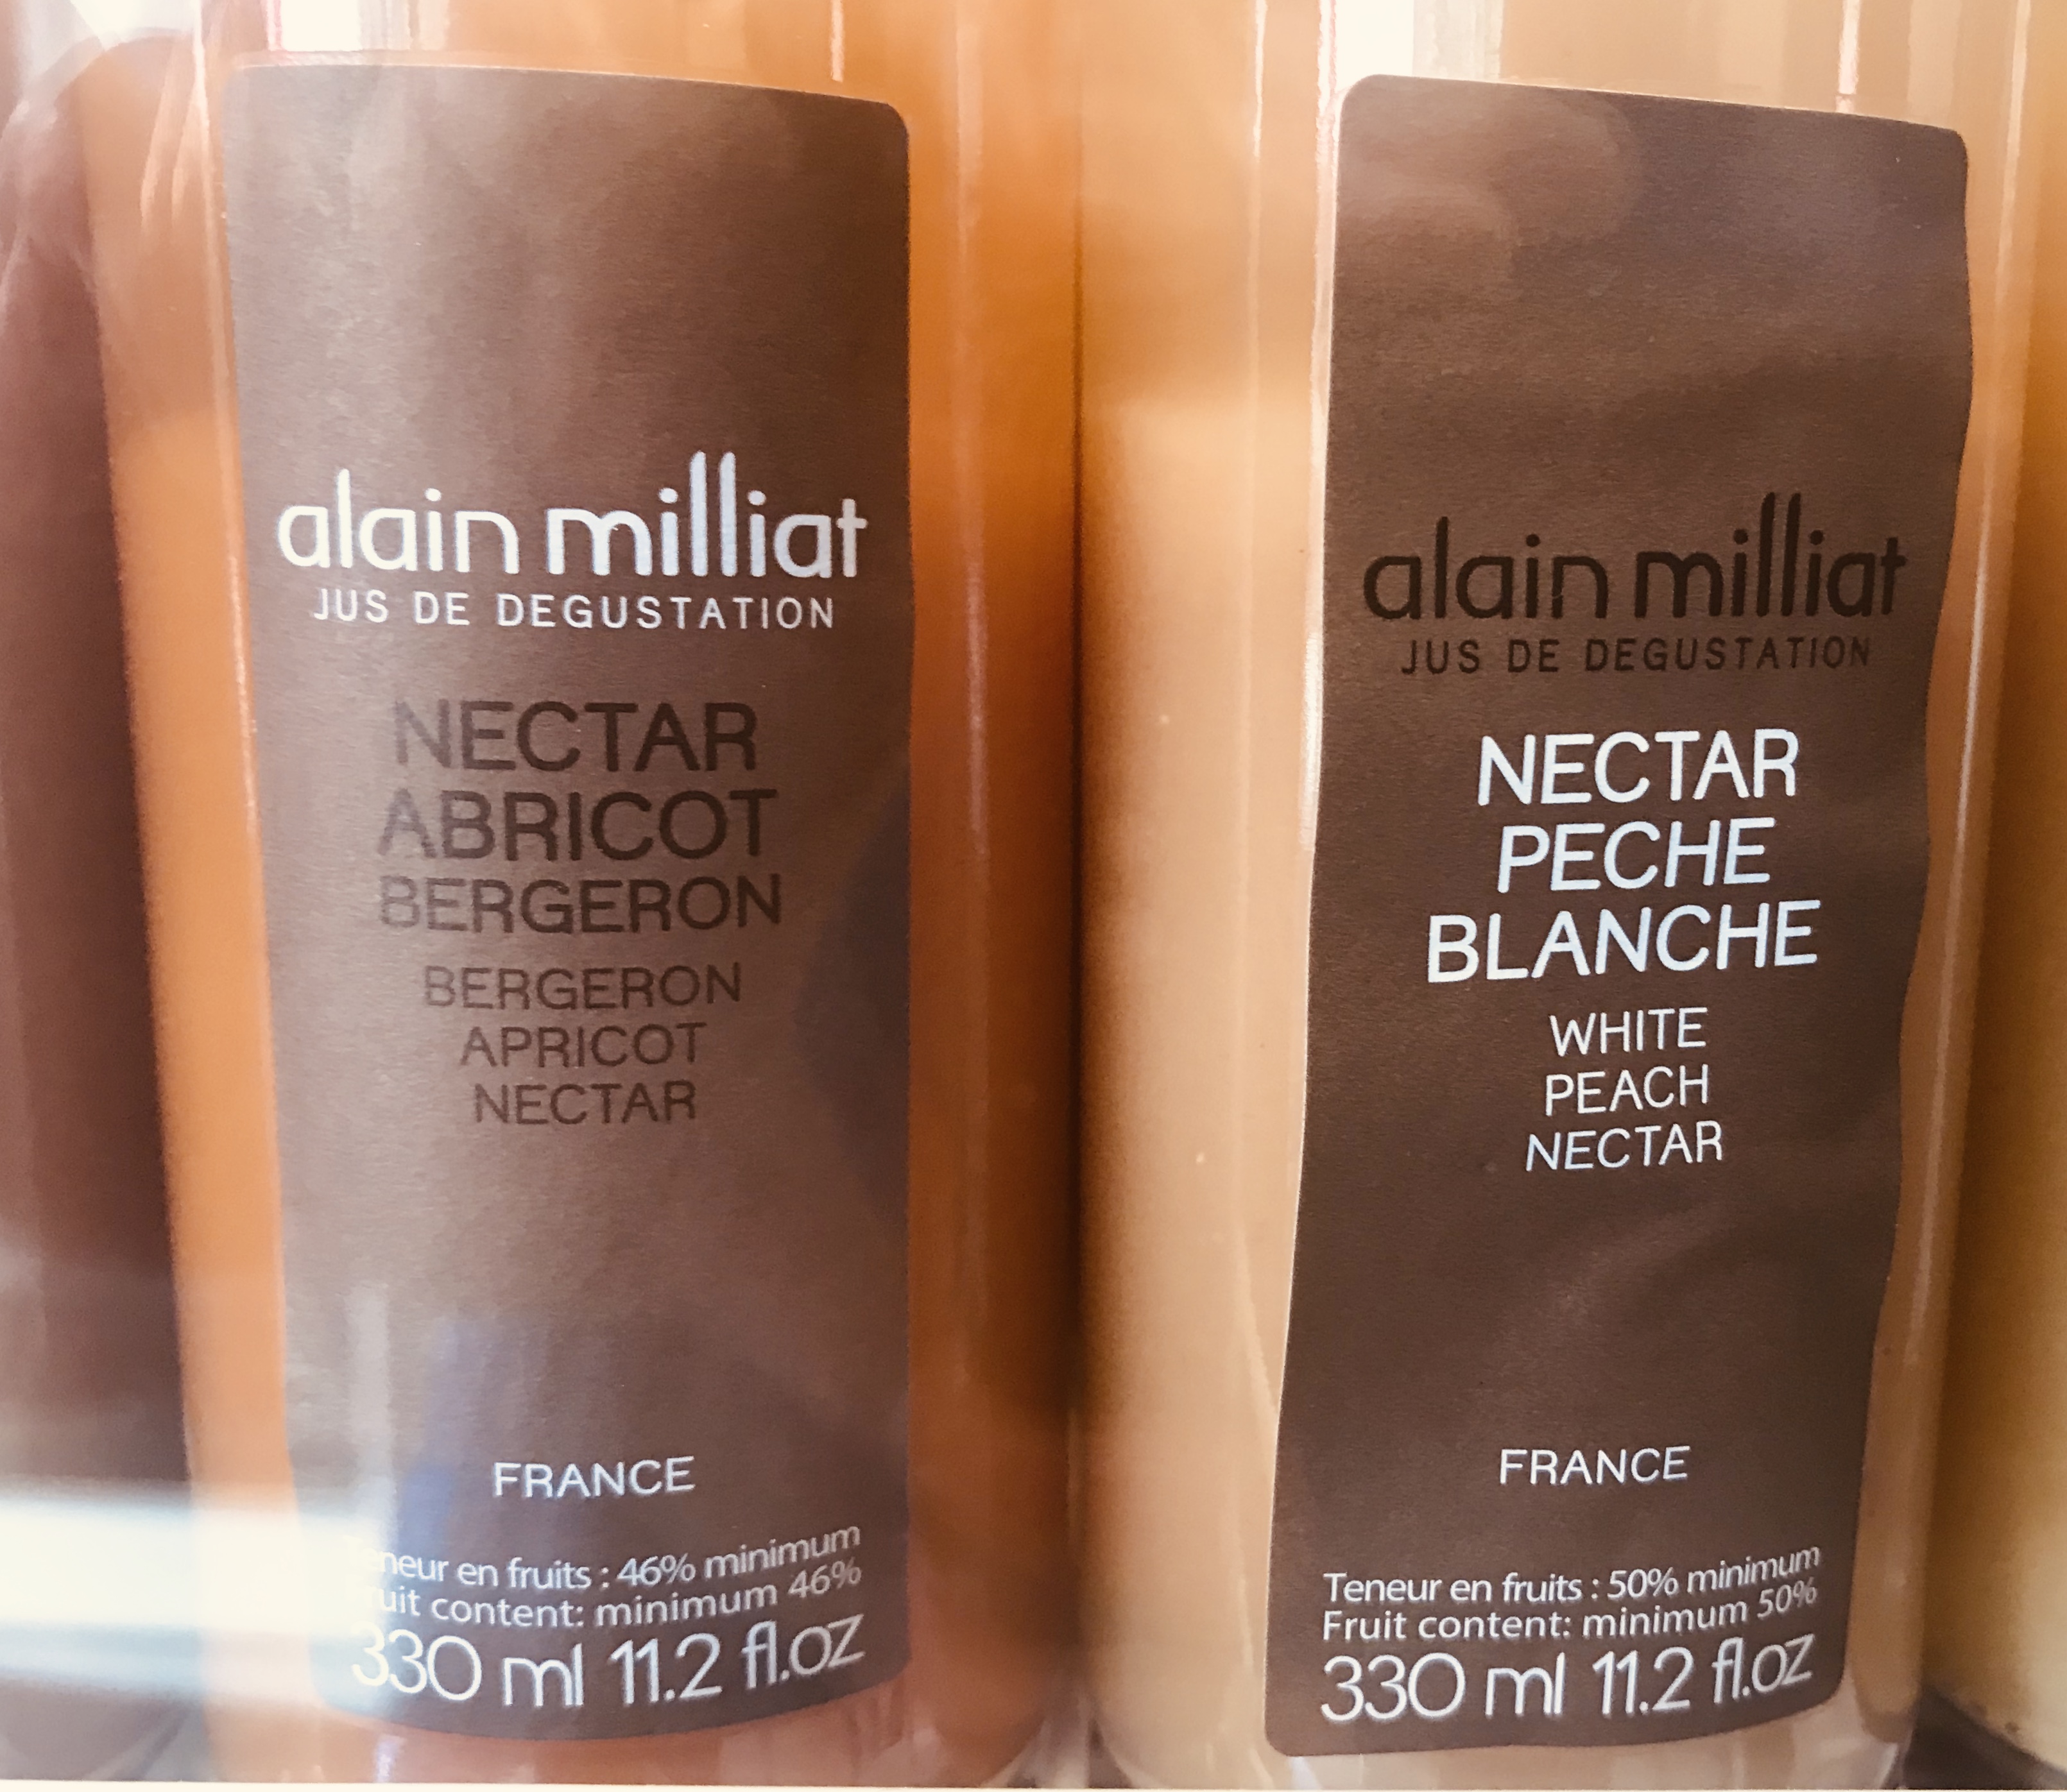 alain milliat
JUS DE DEGUSTATION
NECTAR
ABRICOT
BERGERON
BERGERON
APRICOT
NECTAR
FRANCE
Teneur en fruits : 46% minimum
Fruit content: minimum 46%
330 ml 11.2 fl.oz
alain milliat
JUS DE DEGUSTATION
NECTAR
PECHE
BLANCHE
WHITE
PEACH
NECTAR
FRANCE
Teneur en fruits : 50% minimum
Fruit content: minimum 50%
330 ml 11.2 fl.oz